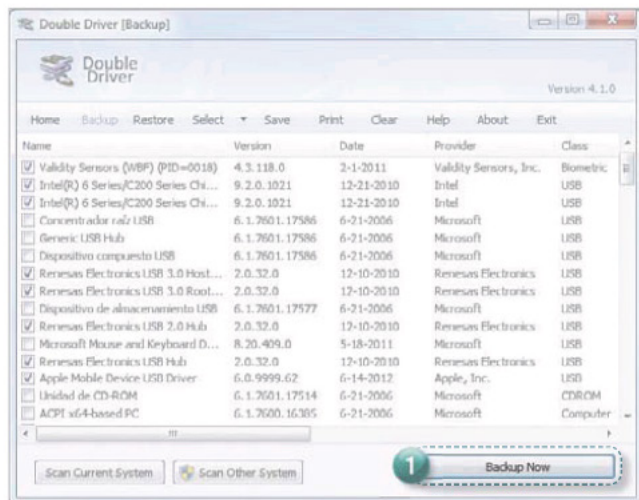 Double Driver [Backup]
Double
Driver
Version 4.1.0
Home Backup Restore Select Save Print Clear Help About Exit
Name Version Date Provider Class
Validity Sensors (WBF) (PID=0018) 4.3.118.0 2-1-2011 Validity Sensors, Inc. Biometric
Intel(R) 6 Series/C200 Series Chi... 9.2.0.1021 12-21-2010 Intel USB
Intel(R) 6 Series/C200 Series Chi... 9.2.0.1021 12-21-2010 Intel USB
Concentrador raíz USB 6.1.7601.17586 6-21-2006 Microsoft USB
Generic USB Hub 6.1.7601.17586 6-21-2006 Microsoft USB
Dispositivo compuesto USB 6.1.7601.17586 6-21-2006 Microsoft USB
Renesas Electronics USB 3.0 Host... 2.0.32.0 12-10-2010 Renesas Electronics USB
Renesas Electronics USB 3.0 Root... 2.0.32.0 12-10-2010 Renesas Electronics USB
Dispositivo de almacenamiento USB 6.1.7601.17577 6-21-2006 Microsoft USB
Renesas Electronics USB 2.0 Hub 2.0.32.0 12-10-2010 Renesas Electronics USB
Microsoft Mouse and Keyboard D... 8.20.409.0 5-18-2011 Microsoft USB
Renesas Electronics USB Hub 2.0.32.0 12-10-2010 Renesas Electronics USB
Apple Mobile Device USB Driver 6.0.9999.62 6-14-2012 Apple, Inc. USB
Unidad de CD-ROM 6.1.7601.17514 6-21-2006 Microsoft CDROM
ACPI x64-based PC 6.1.7600.16385 6-21-2006 Microsoft Computer
Scan Current System Scan Other System 1 Backup Now